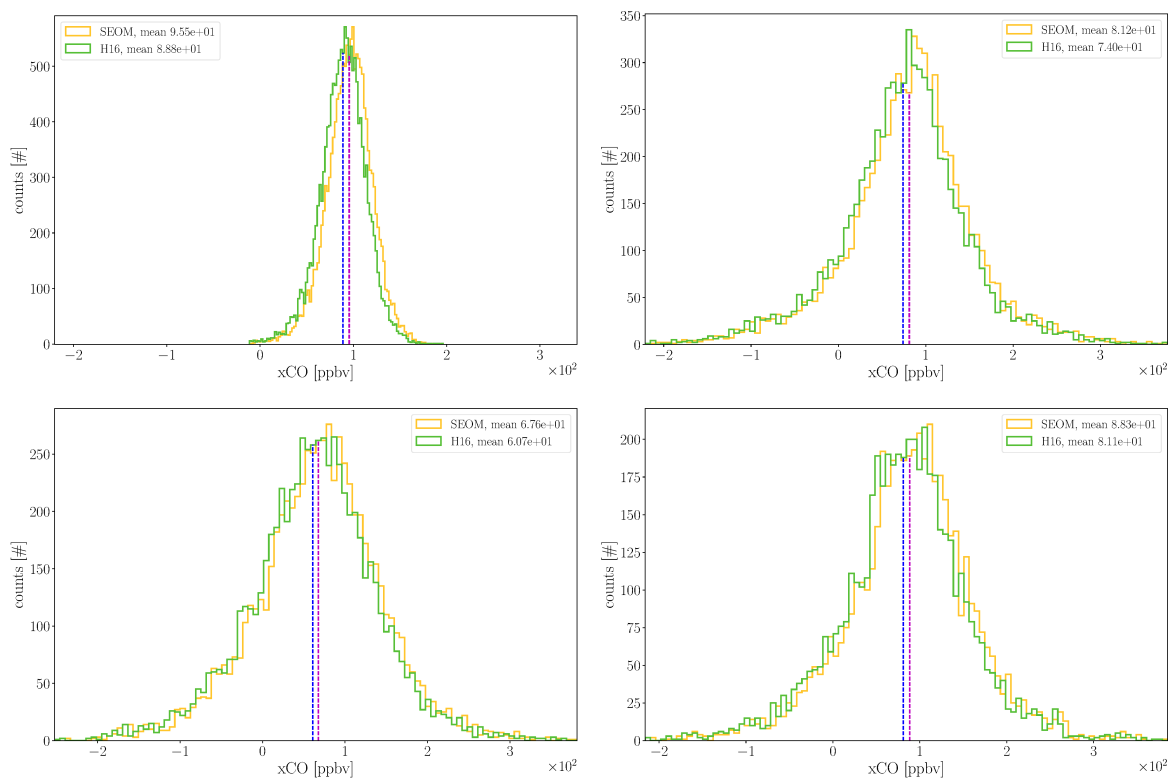 SEOM, mean 9.55e+01
H16, mean 8.88e+01
counts [#]
500
400
300
200
100
0
−2 −1 0 1 2 3
×10²
xCO [ppbv]
SEOM, mean 8.12e+01
H16, mean 7.40e+01
counts [#]
350
300
250
200
150
100
50
0
−2 −1 0 1 2 3
×10²
xCO [ppbv]
SEOM, mean 6.76e+01
H16, mean 6.07e+01
counts [#]
250
200
150
100
50
0
−2 −1 0 1 2 3
×10²
xCO [ppbv]
SEOM, mean 8.83e+01
H16, mean 8.11e+01
counts [#]
200
175
150
125
100
75
50
25
0
−2 −1 0 1 2 3
×10²
xCO [ppbv]